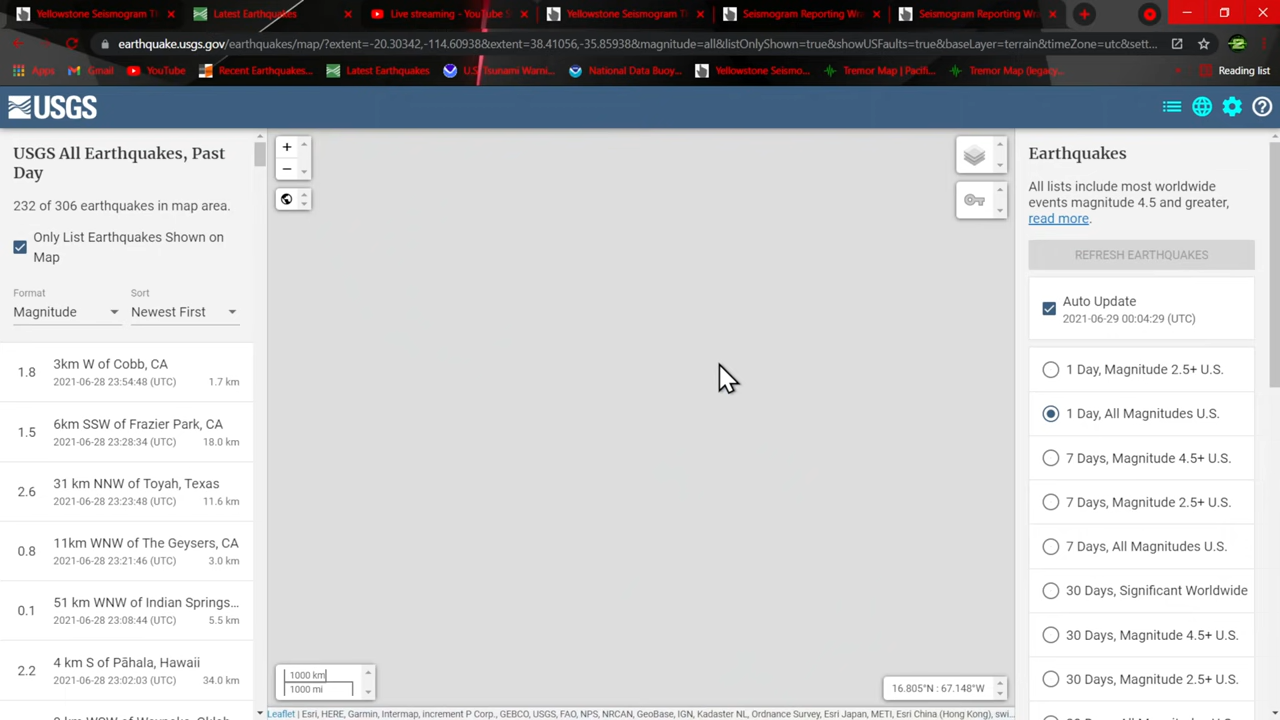 Yellowstone Seismogram Th
Latest Earthquakes
Live streaming - YouTube S
Yellowstone Seismogram T
Seismogram Reporting Wra
Seismogram Reporting Wr
earthquake.usgs.gov/earthquakes/map/?extent=-20.30342,-114.60938&extent=38.41056,-35.85938&magnitude=all&listOnlyShown=true&showUSFaults=true&baseLayer=terrain&timeZone=utc&sett...
Apps
Gmail
YouTube
Recent Earthquakes...
Latest Earthquakes
U.S. Tsunami Warni...
National Data Buoy...
Yellowstone Seismo...
Tremor Map | Pacifi...
Tremor Map (legacy...
Reading list
USGS
USGS All Earthquakes, Past
Day
232 of 306 earthquakes in map area.
Only List Earthquakes Shown on
Map
Format
Sort
Magnitude
Newest First
1.8
3km W of Cobb, CA
2021-06-28 23:54:48 (UTC)
1.7 km
1.5
6km SSW of Frazier Park, CA
2021-06-28 23:28:34 (UTC)
18.0 km
2.6
31 km NNW of Toyah, Texas
2021-06-28 23:23:48 (UTC)
11.6 km
0.8
11km WNW of The Geysers, CA
2021-06-28 23:21:46 (UTC)
3.0 km
0.1
51 km WNW of Indian Springs...
2021-06-28 23:08:44 (UTC)
5.5 km
2.2
4 km S of Pāhala, Hawaii
2021-06-28 23:02:03 (UTC)
34.0 km
+
−
1000 km
1000 mi
16.805°N : 67.148°W
Leaflet | Esri, HERE, Garmin, Intermap, increment P Corp., GEBCO, USGS, FAO, NPS, NRCAN, GeoBase, IGN, Kadaster NL, Ordnance Survey, Esri Japan, METI, Esri China (Hong Kong), swi...
Earthquakes
All lists include most worldwide
events magnitude 4.5 and greater,
read more.
REFRESH EARTHQUAKES
Auto Update
2021-06-29 00:04:29 (UTC)
1 Day, Magnitude 2.5+ U.S.
1 Day, All Magnitudes U.S.
7 Days, Magnitude 4.5+ U.S.
7 Days, Magnitude 2.5+ U.S.
7 Days, All Magnitudes U.S.
30 Days, Significant Worldwide
30 Days, Magnitude 4.5+ U.S.
30 Days, Magnitude 2.5+ U.S.